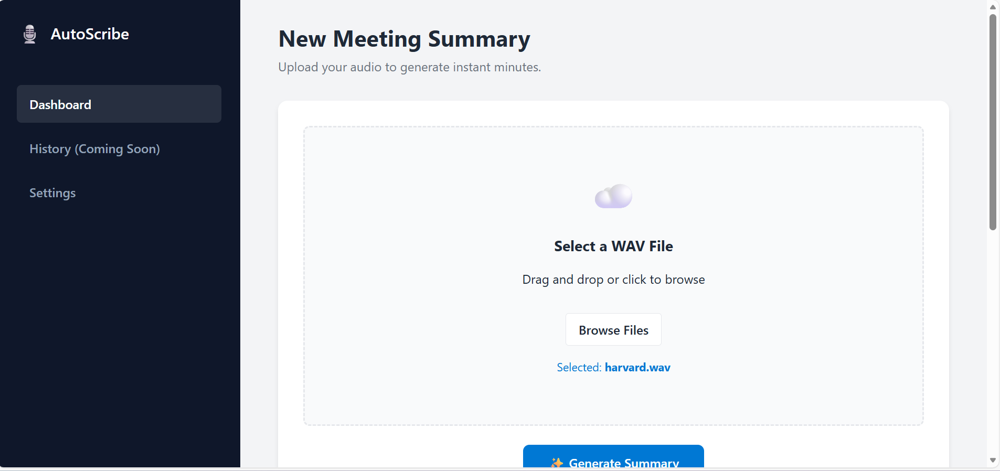 AutoScribe
Dashboard
History (Coming Soon)
Settings
New Meeting Summary
Upload your audio to generate instant minutes.
Select a WAV File
Drag and drop or click to browse
Browse Files
Selected: harvard.wav
Generate Summary